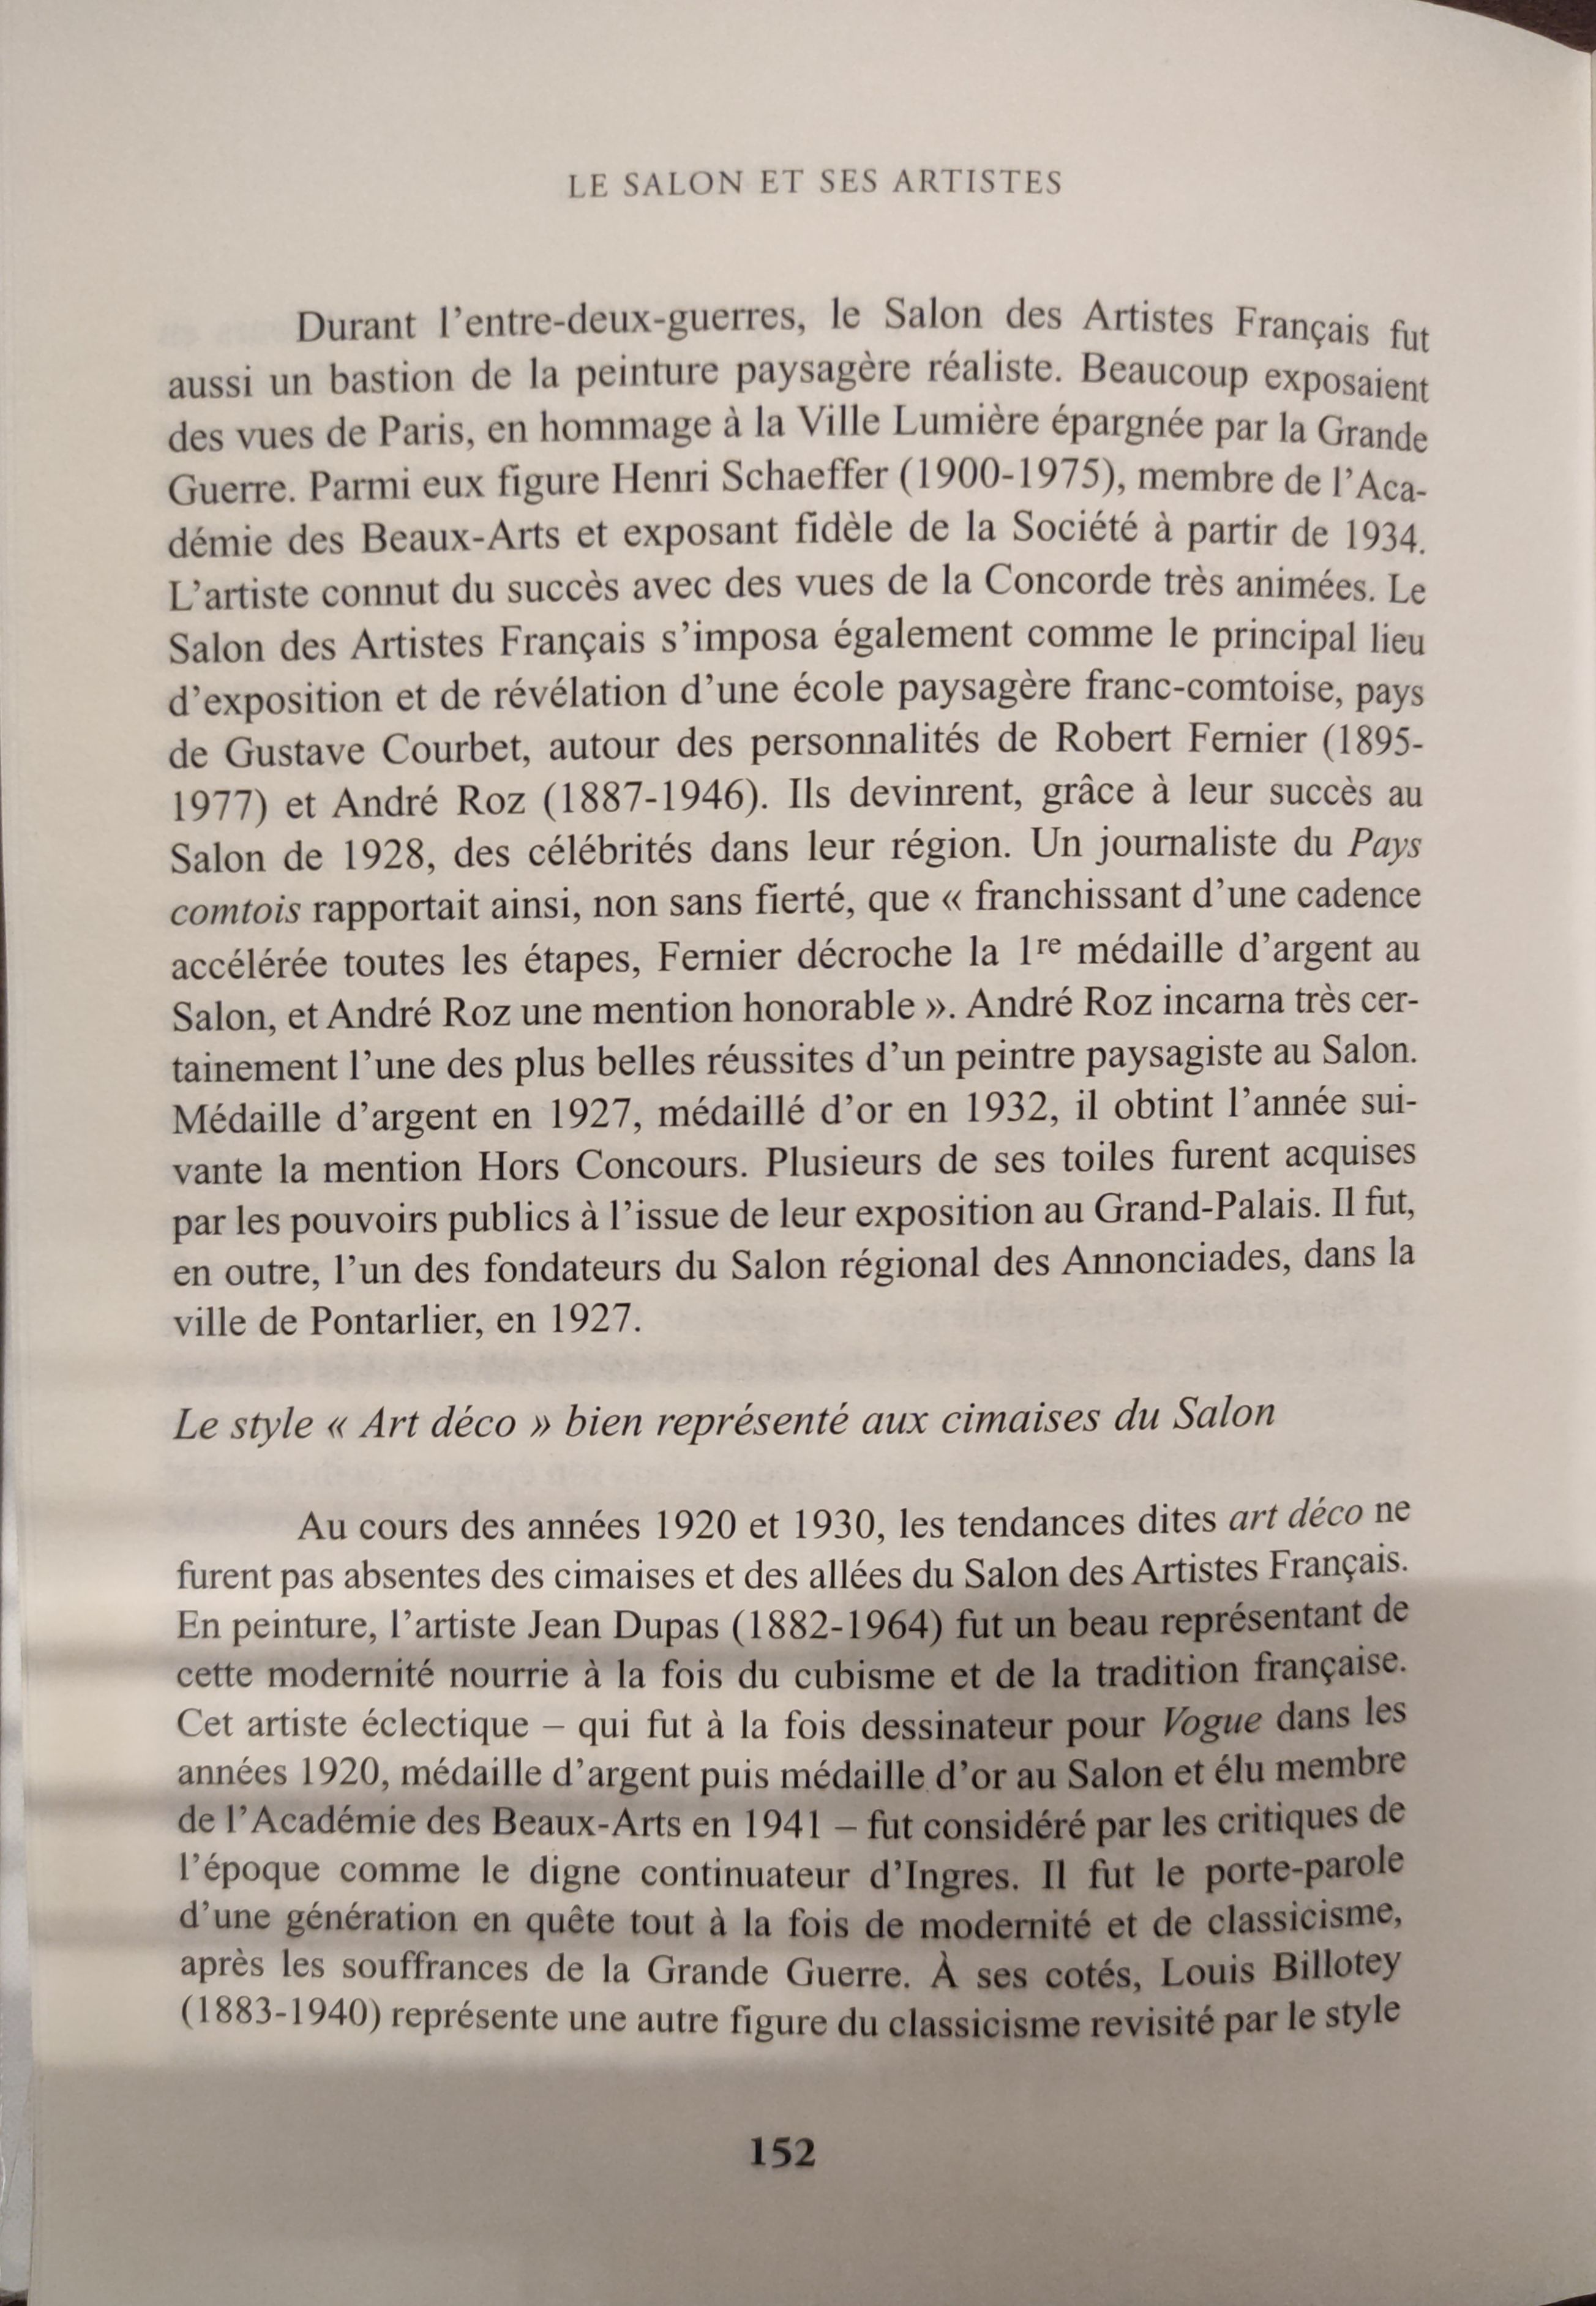 LE SALON ET SES ARTISTES
Durant l’entre-deux-guerres, le Salon des Artistes Français fut
aussi un bastion de la peinture paysagère réaliste. Beaucoup exposaient
des vues de Paris, en hommage à la Ville Lumière épargnée par la Grande
Guerre. Parmi eux figure Henri Schaeffer (1900-1975), membre de l’Aca-
démie des Beaux-Arts et exposant fidèle de la Société à partir de 1934.
L’artiste connut du succès avec des vues de la Concorde très animées. Le
Salon des Artistes Français s’imposa également comme le principal lieu
d’exposition et de révélation d’une école paysagère franc-comtoise, pays
de Gustave Courbet, autour des personnalités de Robert Fernier (1895-
1977) et André Roz (1887-1946). Ils devinrent, grâce à leur succès au
Salon de 1928, des célébrités dans leur région. Un journaliste du Pays
comtois rapportait ainsi, non sans fierté, que « franchissant d’une cadence
accélérée toutes les étapes, Fernier décroche la 1re médaille d’argent au
Salon, et André Roz une mention honorable ». André Roz incarna très cer-
tainement l’une des plus belles réussites d’un peintre paysagiste au Salon.
Médaille d’argent en 1927, médaillé d’or en 1932, il obtint l’année sui-
vante la mention Hors Concours. Plusieurs de ses toiles furent acquises
par les pouvoirs publics à l’issue de leur exposition au Grand-Palais. Il fut,
en outre, l’un des fondateurs du Salon régional des Annonciades, dans la
ville de Pontarlier, en 1927.
Le style « Art déco » bien représenté aux cimaises du Salon
Au cours des années 1920 et 1930, les tendances dites art déco ne
furent pas absentes des cimaises et des allées du Salon des Artistes Français.
En peinture, l’artiste Jean Dupas (1882-1964) fut un beau représentant de
cette modernité nourrie à la fois du cubisme et de la tradition française.
Cet artiste éclectique – qui fut à la fois dessinateur pour Vogue dans les
années 1920, médaille d’argent puis médaille d’or au Salon et élu membre
de l’Académie des Beaux-Arts en 1941 – fut considéré par les critiques de
l’époque comme le digne continuateur d’Ingres. Il fut le porte-parole
d’une génération en quête tout à la fois de modernité et de classicisme,
après les souffrances de la Grande Guerre. À ses cotés, Louis Billotey
(1883-1940) représente une autre figure du classicisme revisité par le style
152